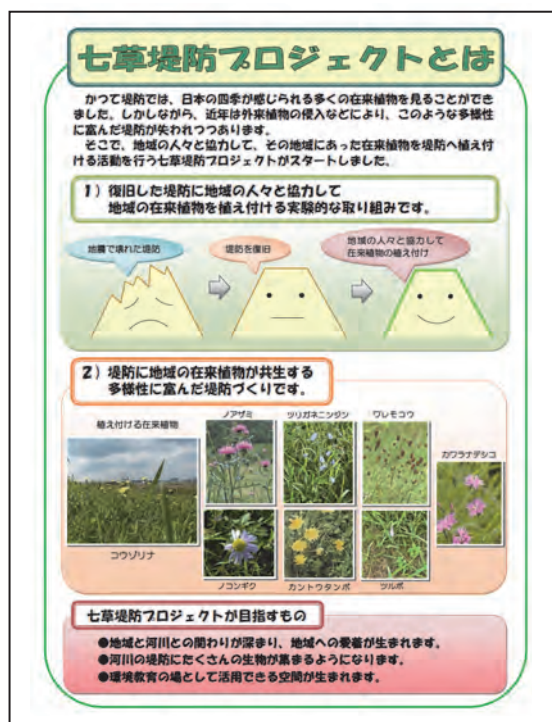 七草堤防プロジェクトとは
かつて堤防では、日本の四季が感じられる多くの在来植物を見ることができ
ました。しかしながら、近年は外来植物の侵入などにより、このような多様性
に富んだ堤防が失われつつあります。
そこで、地域の人々と協力して、その地域にあった在来植物を堤防へ植え付
ける活動を行う七草堤防プロジェクトがスタートしました。
1）復旧した堤防に地域の人々と協力して
地域の在来植物を植え付ける実験的な取り組みです。
地震で壊れた堤防
堤防を復旧
地域の人々と協力して
在来植物の植え付け
2）堤防に地域の在来植物が共生する
多様性に富んだ堤防づくりです。
植え付ける在来植物
コウゾリナ
ノアザミ
ツリガネニンジン
ワレモコウ
カワラナデシコ
ノコンギク
カントウタンポ
ツルボ
七草堤防プロジェクトが目指すもの
●地域と河川との関わりが深まり、地域への愛着が生まれます。
●河川の堤防にたくさんの生物が集まるようになります。
●環境教育の場として活用できる空間が生まれます。